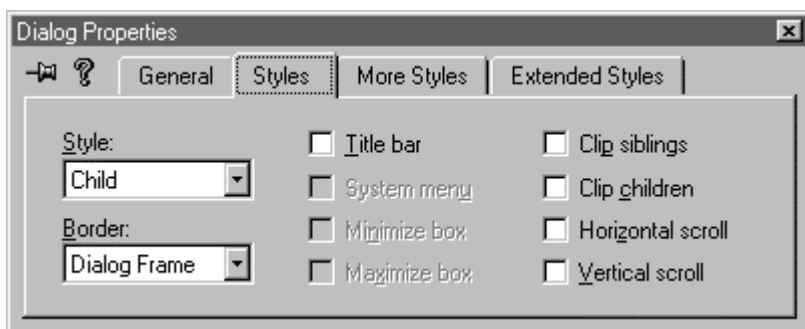 Dialog Properties
General Styles More Styles Extended Styles
Style:
Child
Border:
Dialog Frame
Title bar
System menu
Minimize box
Maximize box
Clip siblings
Clip children
Horizontal scroll
Vertical scroll